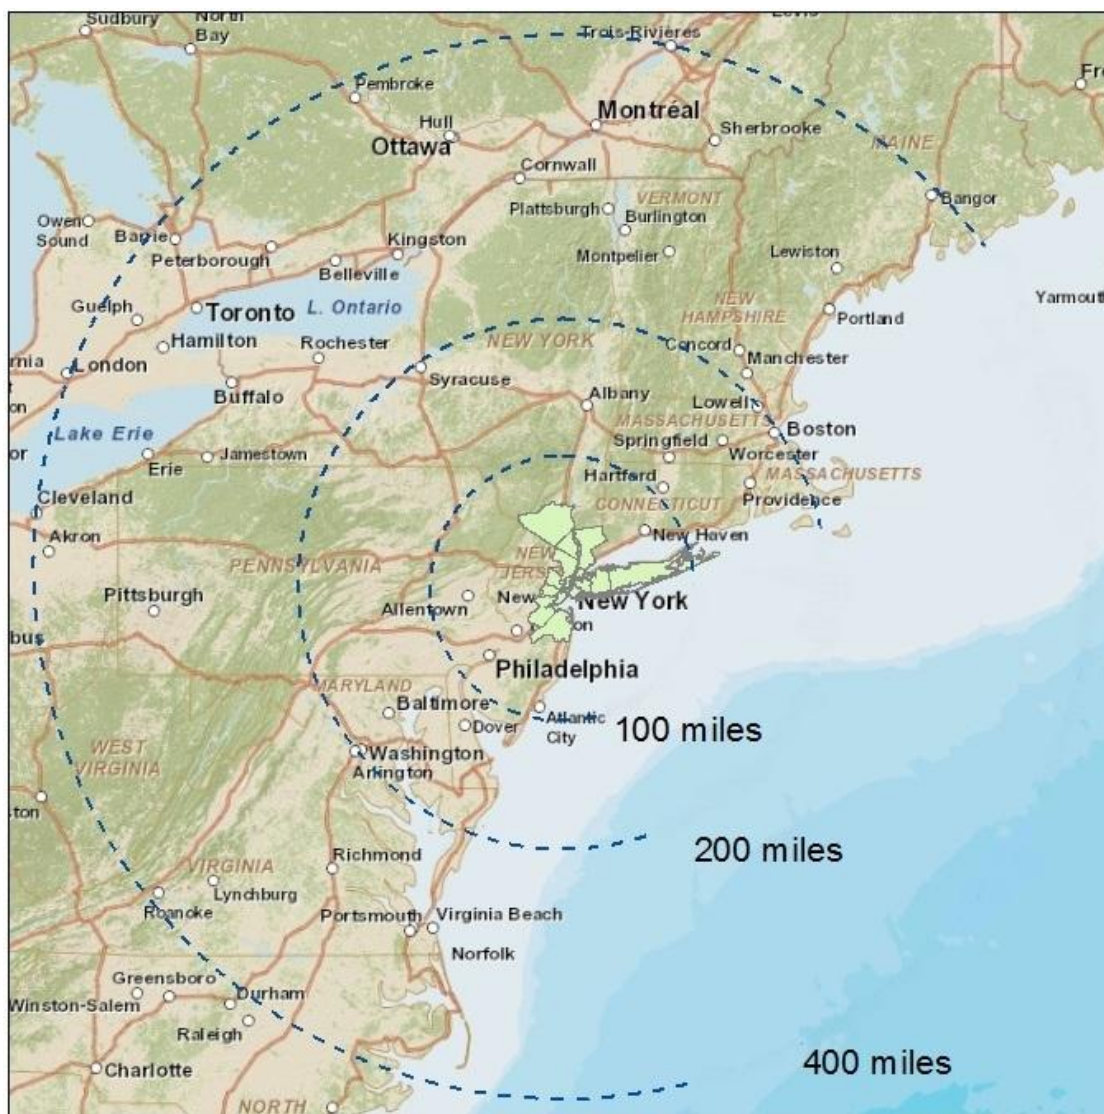 Sudbury
North
Bay
Trois-Rivières
Pembroke
Montréal
Hull
Ottawa
Sherbrooke
MAINE
Cornwall
VERMONT
Bangor
Plattsburgh
Burlington
Owen
Sound
Barrie
Kingston
Montpelier
Lewiston
Peterborough
Belleville
Yarmouth
Guelph
Toronto
L. Ontario
NEW
HAMPSHIRE
Portland
Hamilton
Rochester
NEW YORK
Concord
Manchester
London
Syracuse
Buffalo
Albany
Lowell
MASSACHUSETTS
Boston
Lake Erie
Springfield
Worcester
Erie
Jamestown
Hartford
MASSACHUSETTS
Cleveland
CONNECTICUT
Providence
Akron
New Haven
PENNSYLVANIA
NEW
JERS
Pittsburgh
Allentown
New
New York
on
Philadelphia
MARYLAND
Baltimore
Dover
Atlantic
City
100 miles
WEST
VIRGINIA
Washington
Arlington
200 miles
Richmond
VIRGINIA
Lynchburg
Roanoke
Portsmouth
Virginia Beach
Norfolk
Greensboro
Winston-Salem
Durham
Raleigh
Charlotte
400 miles
NORTH